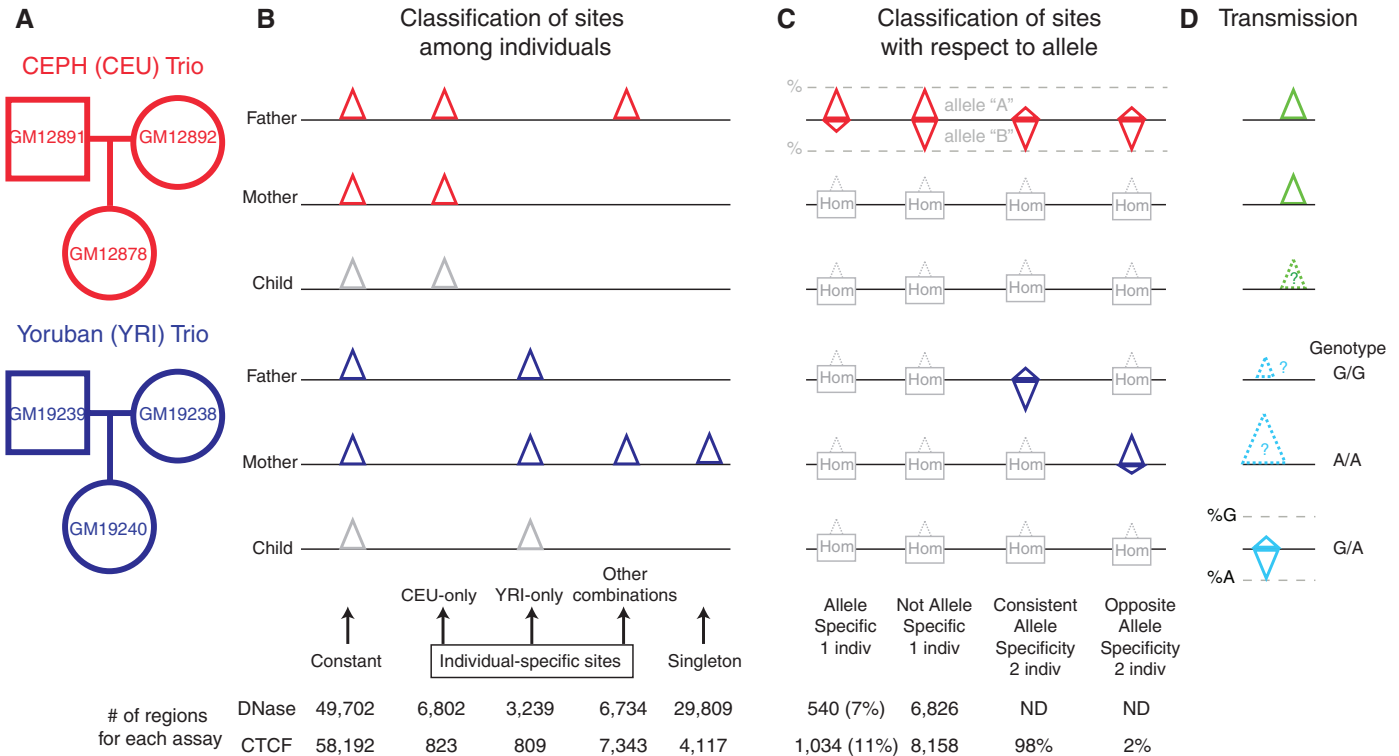 A
CEPH (CEU) Trio
GM12891
GM12892
GM12878
Yoruban (YRI) Trio
GM19239
GM19238
GM19240
B
Classification of sites
among individuals
Father
Mother
Child
Father
Mother
Child
Constant
CEU-only
YRI-only
Other
combinations
Individual-specific sites
Singleton
C
Classification of sites
with respect to allele
%
allele “A”
allele “B”
%
Hom Hom Hom Hom
Hom Hom Hom Hom
Hom Hom Hom
Hom Hom Hom
Hom Hom Hom Hom
Allele
Specific
1 indiv
Not Allele
Specific
1 indiv
Consistent
Allele
Specificity
2 indiv
Opposite
Allele
Specificity
2 indiv
D
Transmission
?
Genotype
? G/G
? A/A
%G
G/A
%A
# of regions
for each assay
DNase 49,702 6,802 3,239 6,734 29,809 540 (7%) 6,826 ND ND
CTCF 58,192 823 809 7,343 4,117 1,034 (11%) 8,158 98% 2%